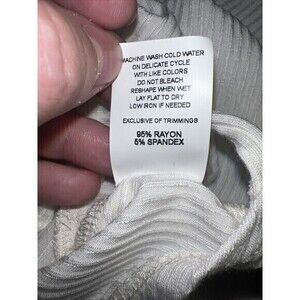 MACHINE WASH COLD WATER
ON DELICATE CYCLE
WITH LIKE COLORS
DO NOT BLEACH
RESHAPE WHEN WET
LAY FLAT TO DRY
LOW IRON IF NEEDED
EXCLUSIVE OF TRIMMINGS
95% RAYON
5% SPANDEX